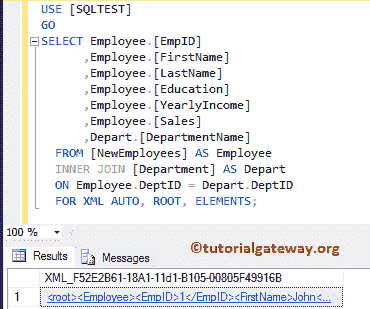 USE [SQLTEST]
GO
SELECT Employee.[EmpID]
,Employee.[FirstName]
,Employee.[LastName]
,Employee.[Education]
,Employee.[YearlyIncome]
,Employee.[Sales]
,Depart.[DepartmentName]
FROM [NewEmployees] AS Employee
INNER JOIN [Department] AS Depart
ON Employee.DeptID = Depart.DeptID
FOR XML AUTO, ROOT, ELEMENTS;
100 %
Results Messages
©tutorialgateway.org
XML_F52E2B61-18A1-11d1-B105-00805F49916B
1 <root><Employee><EmpID>1</EmpID><FirstName>John<...